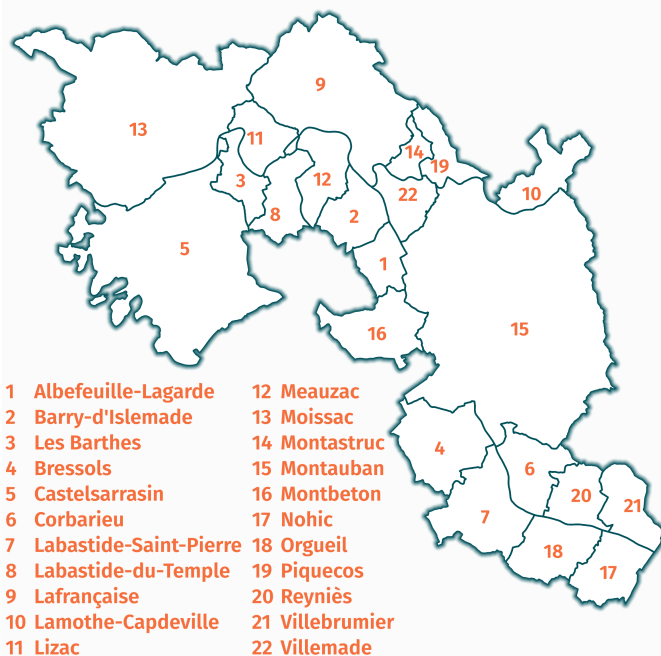 9
13
11
14
19
3
12
10
22
8
2
5
1
16
15
4
6
20
21
7
18
17
1 Albefeuille-Lagarde
2 Barry-d'Islemade
3 Les Barthes
4 Bressols
5 Castelsarrasin
6 Corbarieu
7 Labastide-Saint-Pierre
8 Labastide-du-Temple
9 Lafrançaise
10 Lamothe-Capdeville
11 Lizac
12 Meauzac
13 Moissac
14 Montastruc
15 Montauban
16 Montbeton
17 Nohic
18 Orgueil
19 Piquecos
20 Reyniès
21 Villebrumier
22 Villemade